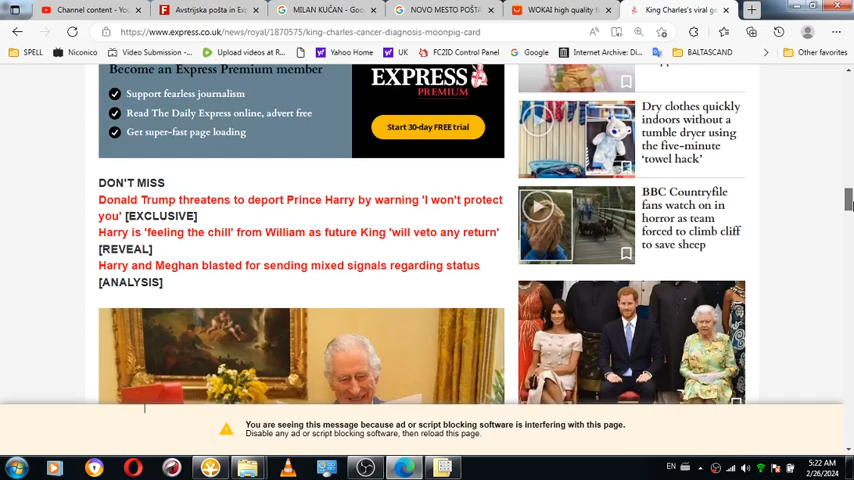 Channel content - You
Avstrijska pošta in Ex
MILAN KUČAN - Goo
NOVO MESTO POŠTA
WOKAI high quality f
King Charles's viral ge
https://www.express.co.uk/news/royal/1870575/king-charles-cancer-diagnosis-moonpig-card
SPELL
Niconico
Video Submission -...
Upload videos at R...
Yahoo Home
UK
FC2ID Control Panel
Google
Internet Archive: Di...
BALTASCAND
Other favorites
Become an Express Premium member
Support fearless journalism
Read The Daily Express online, advert free
Get super-fast page loading
EXPRESS
PREMIUM
Start 30-day FREE trial
DON'T MISS
Donald Trump threatens to deport Prince Harry by warning 'I won't protect
you' [EXCLUSIVE]
Harry is 'feeling the chill' from William as future King 'will veto any return'
[REVEAL]
Harry and Meghan blasted for sending mixed signals regarding status
[ANALYSIS]
Dry clothes quickly
indoors without a
tumble dryer using
the five-minute
'towel hack'
BBC Countryfile
fans watch on in
horror as team
forced to climb cliff
to save sheep
You are seeing this message because ad or script blocking software is interfering with this page.
Disable any ad or script blocking software, then reload this page.
EN
5:22 AM
2/26/2024